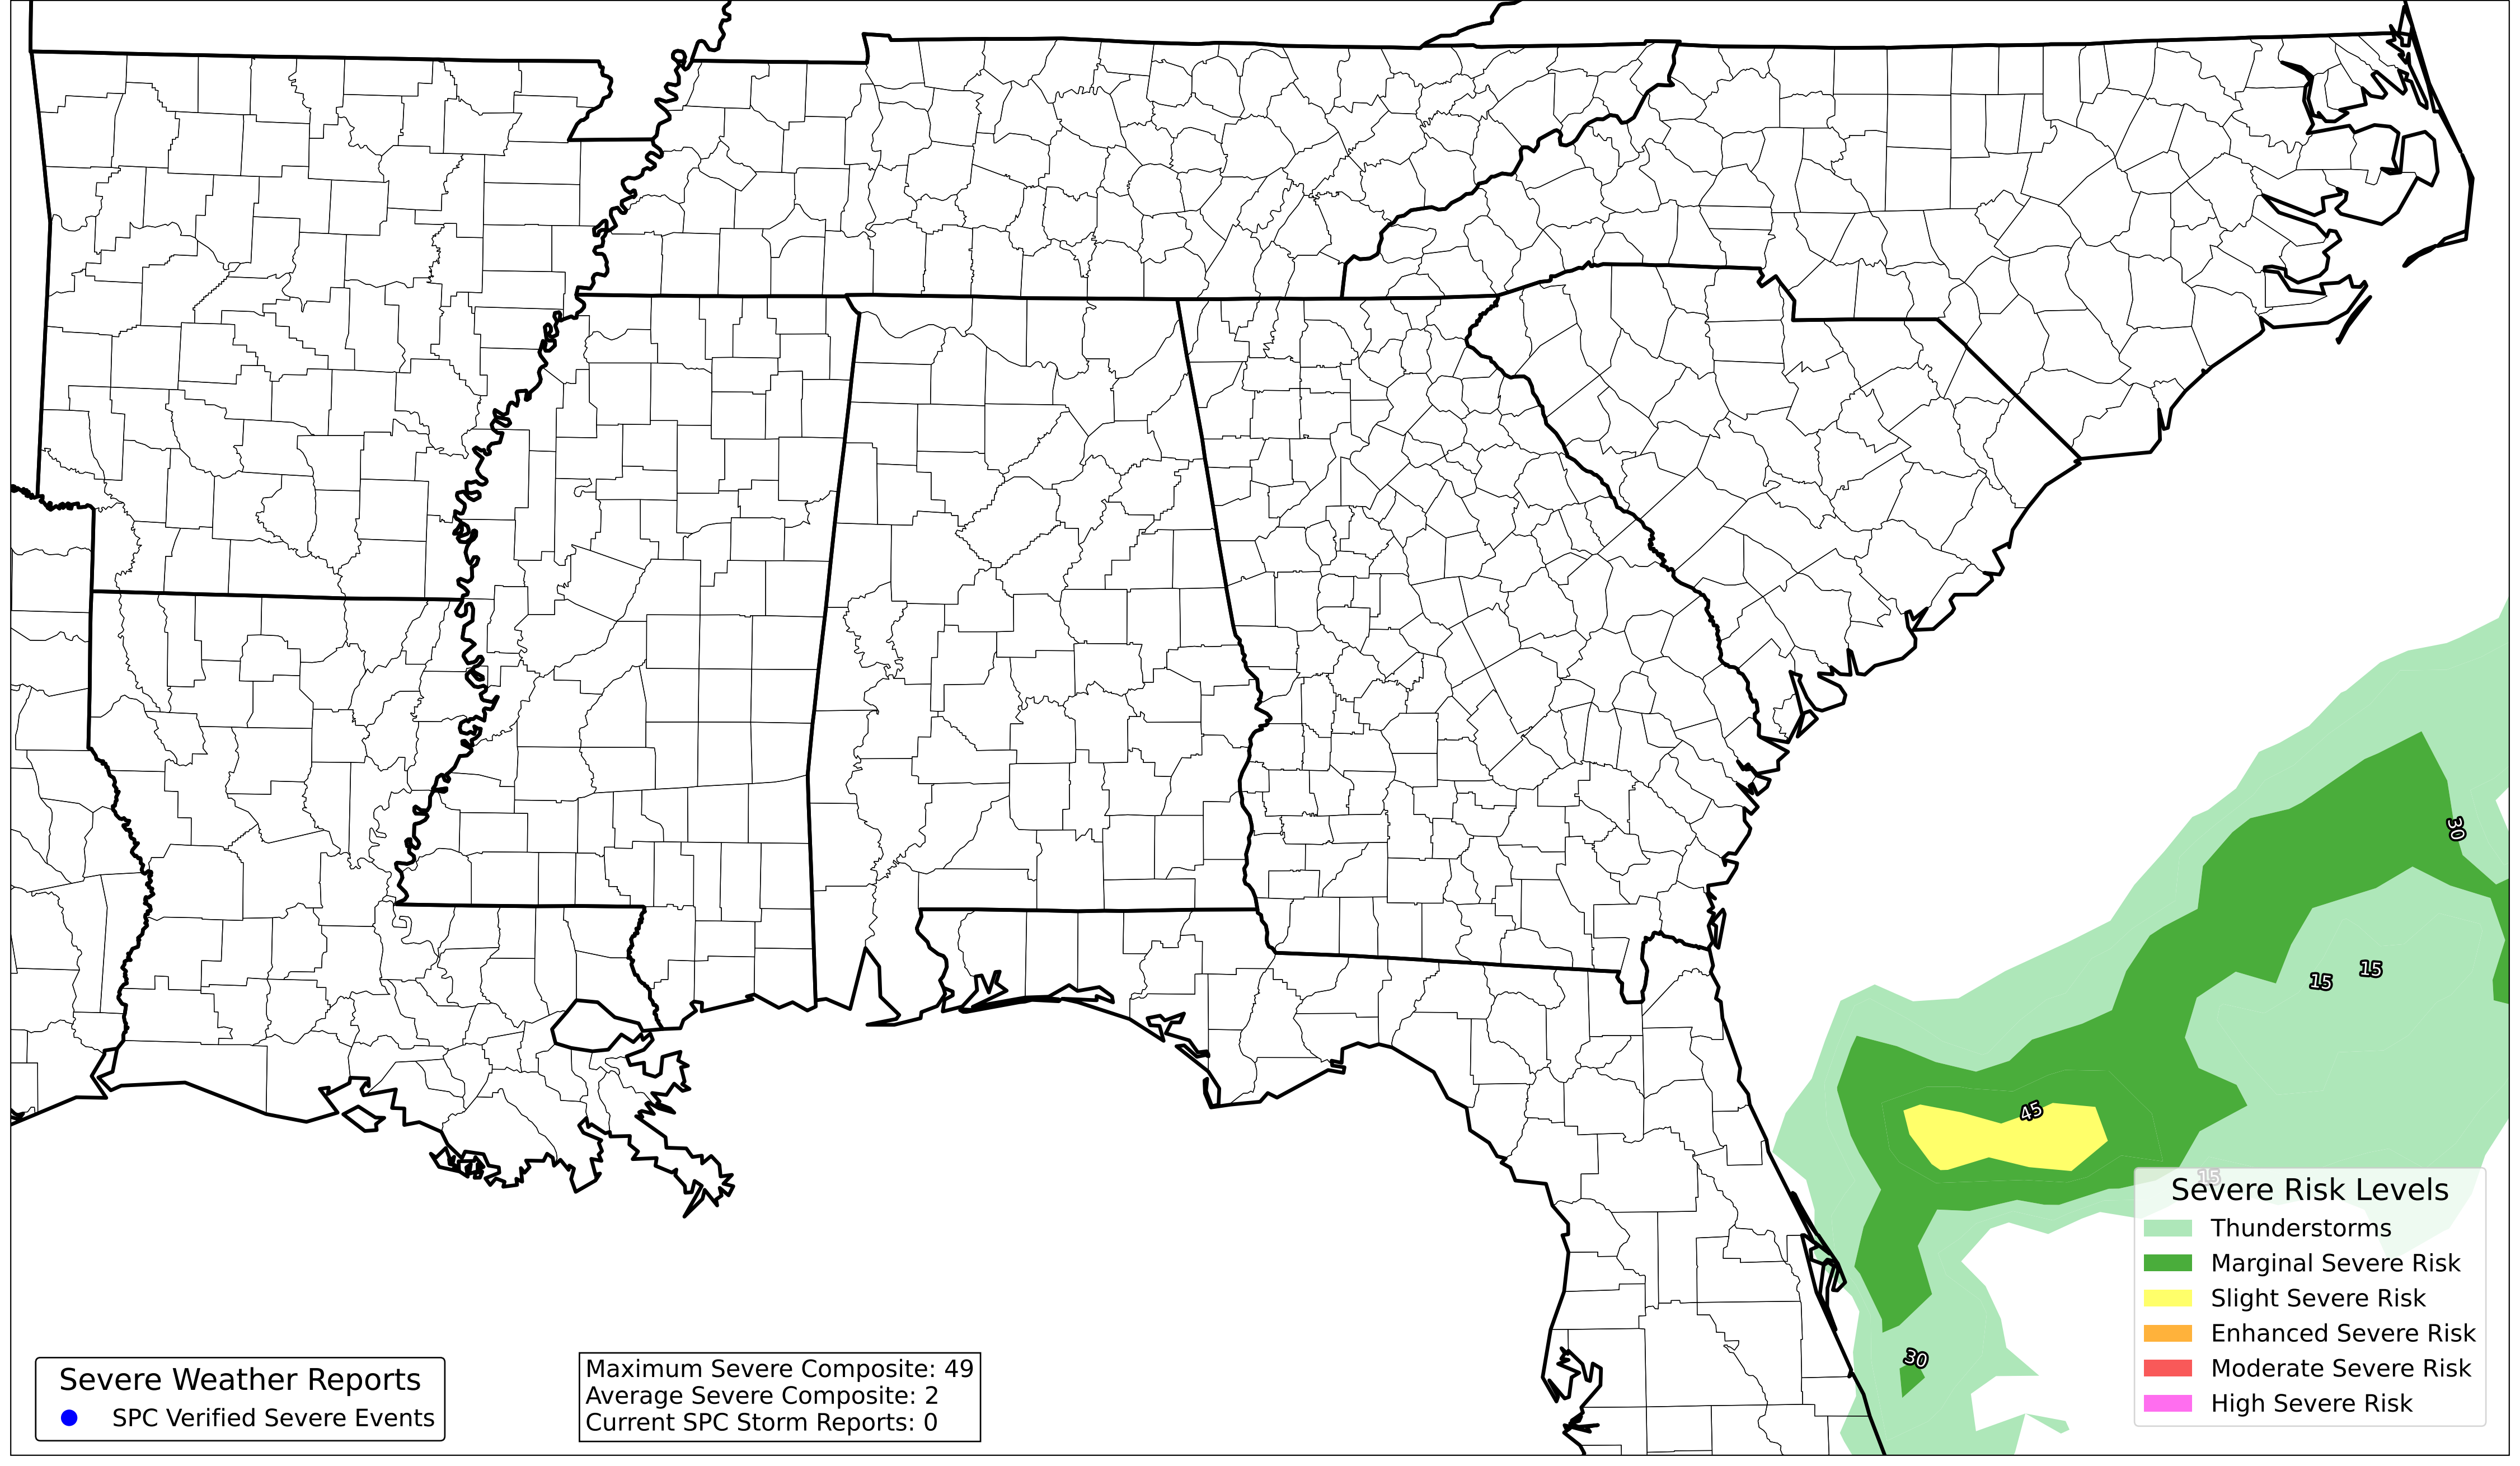 30
15 15
45
15
30
Severe Risk Levels
Thunderstorms
Marginal Severe Risk
Slight Severe Risk
Enhanced Severe Risk
Moderate Severe Risk
High Severe Risk
Severe Weather Reports
SPC Verified Severe Events
Maximum Severe Composite: 49
Average Severe Composite: 2
Current SPC Storm Reports: 0